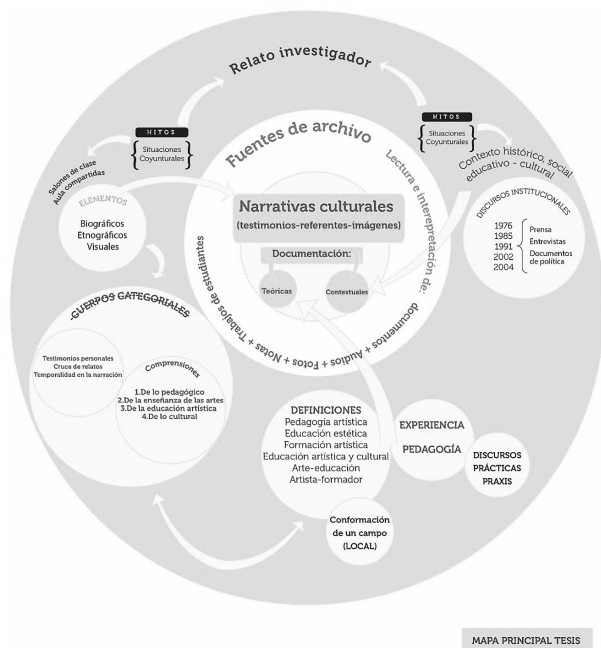 Relato investigador
HITOS
Situaciones
Coyunturales
HITOS
Situaciones
Coyunturales
Salones de clase
Aula compartidas
Contexto histórico, social
educativo - cultural
Fuentes de archivo
Lectura e interepretación de: documentos + Audios + Fotos + Notas + Trabajos de estudiantes
ELEMENTOS
Biográficos
Etnográficos
Visuales
Narrativas culturales
(testimonios-referentes-imágenes)
Documentación:
Teóricas
Contextuales
DISCURSOS INSTITUCIONALES
1976
1985
1991
2002
2004
Prensa
Entrevistas
Documentos
de política
CUERPOS CATEGORIALES
Testimonios personales
Cruce de relatos
Temporalidad en la narración
Comprensiones
1.De lo pedagógico
2.De la enseñanza de las artes
3.De la educación artística
4.De lo cultural
DEFINICIONES
Pedagogía artística
Educación estética
Formación artística
Educación artística y cultural
Arte-educación
Artista-formador
EXPERIENCIA
PEDAGOGÍA
DISCURSOS
PRÁCTICAS
PRAXIS
Conformación
de un campo
(LOCAL)
MAPA PRINCIPAL TESIS